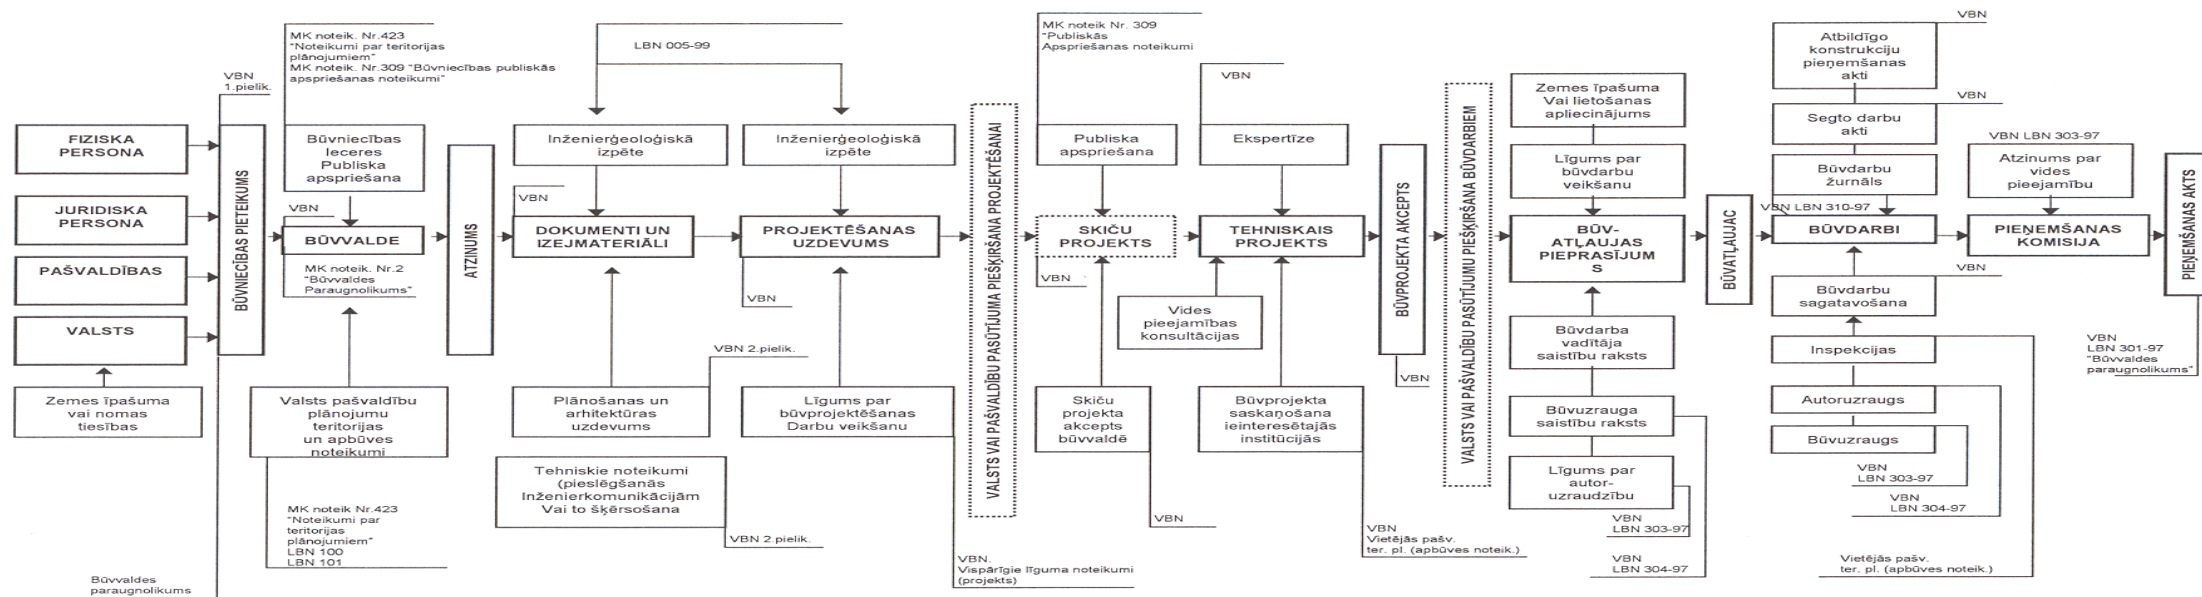 FIZISKA
PERSONA
JURIDISKA
PERSONA
PAŠVALDĪBAS
VALSTS
Zemes īpašuma
vai nomas
tiesības
VBN
1.pielik.
BŪVNIECĪBAS PIETEIKUMS
Būvvaldes
paraugnolikums
MK noteik. Nr.423
"Noteikumi par teritorijas
plānojumiem"
MK noteik. Nr.309 "Būvniecības publiskās
apspriešanas noteikumi"
Būvniecības
Ieceres
Publiska
apspriešana
VBN
BŪVVALDE
MK noteik. Nr.2
"Būvvaldes
Paraugnolikums"
Valsts pašvaldību
plānojumu
teritorijas
un apbūves
noteikumi
MK noteik Nr.423
"Noteikumi par
teritorijas
plānojumiem"
LBN 100
LBN 101
ATZINUMS
LBN 005-99
Inženierģeoloģiskā
izpēte
VBN
DOKUMENTI UN
IZEJMATERIĀLI
Plānošanas un
arhitektūras
uzdevums
VBN 2.pielik.
Tehniskie noteikumi
(pieslēgšanās
Inženierkomunikācijām
Vai to šķērsošana
VBN 2.pielik.
Inženierģeoloģiskā
izpēte
PROJEKTĒŠANAS
UZDEVUMS
VBN
Līgums par
būvprojektēšanas
Darbu veikšanu
VBN.
Vispārīgie līguma noteikumi
(projekts)
VALSTS VAI PAŠVALDĪBU PASŪTĪJUMA PIEŠĶIRŠANA PROJEKTĒŠANAI
MK noteik Nr. 309
"Publiskās
Apspriešanas noteikumi
Publiska
apspriešana
SKIČU
PROJEKTS
VBN
Skiču
projekta
akcepts
būvvaldē
VBN
VBN
Ekspertīze
TEHNISKAIS
PROJEKTS
Vides
pieejamības
konsultācijas
Būvprojekta
saskaņošana
ieinteresētajās
institūcijās
VBN
Vietējās pašv.
ter. pl. (apbūves noteik.)
BŪVPROJEKTA AKCEPTS
VBN
VALSTS VAI PAŠVALDĪBU PASŪTĪJUMU PIEŠĶIRŠANA BŪVDARBIEM
Zemes īpašuma
Vai lietošanas
apliecinājums
Līgums par
būvdarbu
veikšanu
BŪV-
ATĻAUJAS
PIEPRASĪJUM
S
Būvdarba
vadītāja
saistību raksts
Būvuzrauga
saistību raksts
Līgums par
autor-
uzraudzību
VBN
LBN 303-97
VBN
LBN 304-97
BŪVATĻAUJAC
VBN
Atbildīgo
konstrukciju
pieņemšanas
akti
VBN
Segto darbu
akti
Būvdarbu
žurnāls
VBN LBN 310-97
BŪVDARBI
VBN
Būvdarbu
sagatavošana
Inspekcijas
Autoruzraugs
Būvuzraugs
VBN
LBN 303-97
VBN
LBN 304-97
Vietējās pašv.
ter. pl. (apbūves noteik.)
VBN LBN 303-97
Atzinums par
vides
pieejamību
PIEŅEMŠANAS
KOMISIJA
PIEŅEMŠANAS AKTS
VBN
LBN 301-97
"Būvvaldes
paraugnolikums"